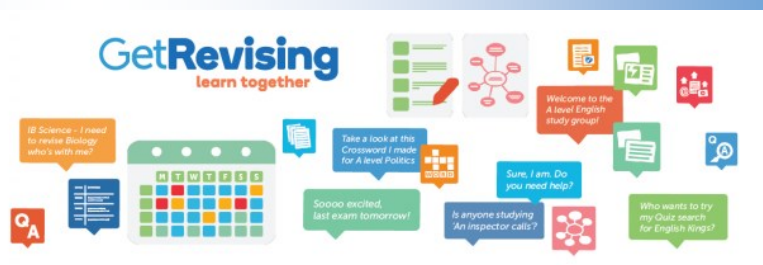 GetRevising
learn together
IB Science - I need
to revise Biology
who's with me?
M T W T F S S
Take a look at this
Crossword I made
for A level Politics
WORD
Welcome to the
A level English
study group!
Sure, I am. Do
you need help?
Soooo excited,
last exam tomorrow!
Is anyone studying
'An inspector calls'?
Who wants to try
my Quiz search
for English Kings?
Q
A
A